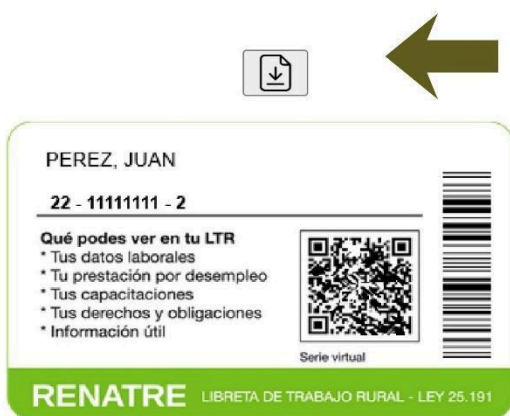 PEREZ, JUAN
22 - 11111111 - 2
Qué podes ver en tu LTR
* Tus datos laborales
* Tu prestación por desempleo
* Tus capacitaciones
* Tus derechos y obligaciones
* Información útil
Serie virtual
RENATRE LIBRETA DE TRABAJO RURAL - LEY 25.191